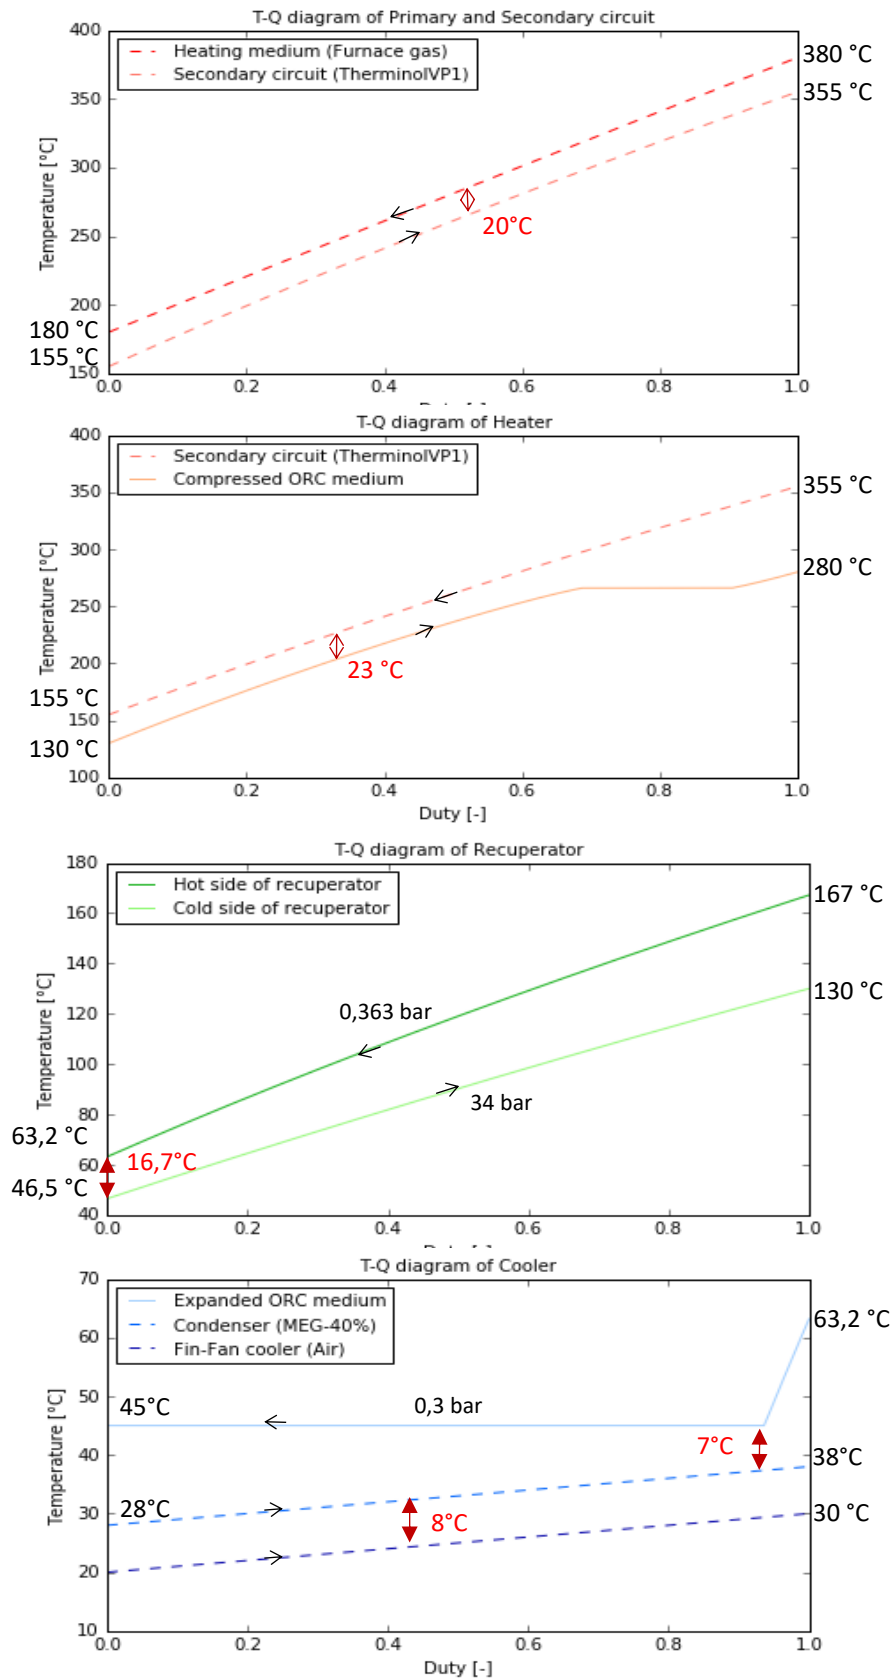 T-Q diagram of Primary and Secondary circuit
400
350
300
250
200
150
Temperature [°C]
Heating medium (Furnace gas)
Secondary circuit (TherminolVP1)
380 °C
355 °C
20°C
180 °C
155 °C
0.0 0.2 0.4 0.6 0.8 1.0
T-Q diagram of Heater
400
350
300
250
200
150
100
Temperature [°C]
Secondary circuit (TherminolVP1)
Compressed ORC medium
355 °C
280 °C
23 °C
155 °C
130 °C
0.0 0.2 0.4 0.6 0.8 1.0
Duty [-]
T-Q diagram of Recuperator
180
160
140
120
100
80
60
40
Temperature [°C]
Hot side of recuperator
Cold side of recuperator
167 °C
130 °C
0,363 bar
34 bar
63,2 °C
16,7°C
46,5 °C
0.0 0.2 0.4 0.6 0.8 1.0
T-Q diagram of Cooler
70
60
50
40
30
20
10
Temperature [°C]
Expanded ORC medium
Condenser (MEG-40%)
Fin-Fan cooler (Air)
63,2 °C
45°C
0,3 bar
7°C
38°C
28°C
8°C
30 °C
0.0 0.2 0.4 0.6 0.8 1.0
Duty [-]